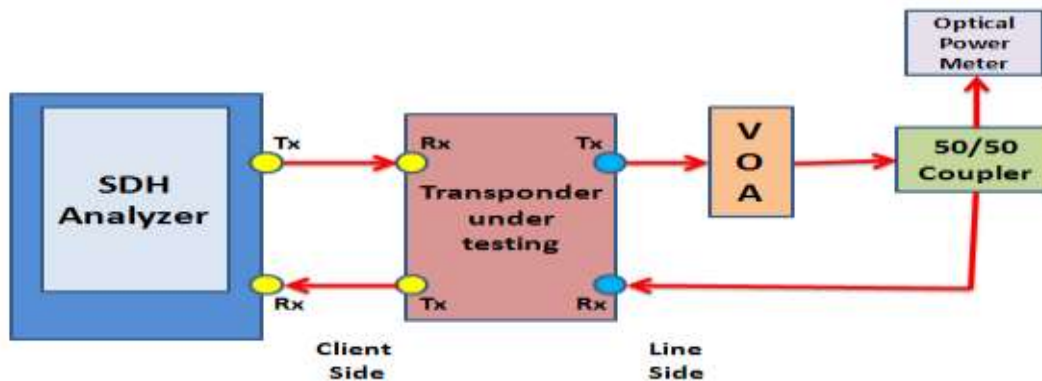 Optical
Power
Meter
Tx
Rx
Tx
V
O
A
50/50
Coupler
SDH
Analyzer
Transponder
under
testing
Rx
Tx
Rx
Client
Side
Line
Side